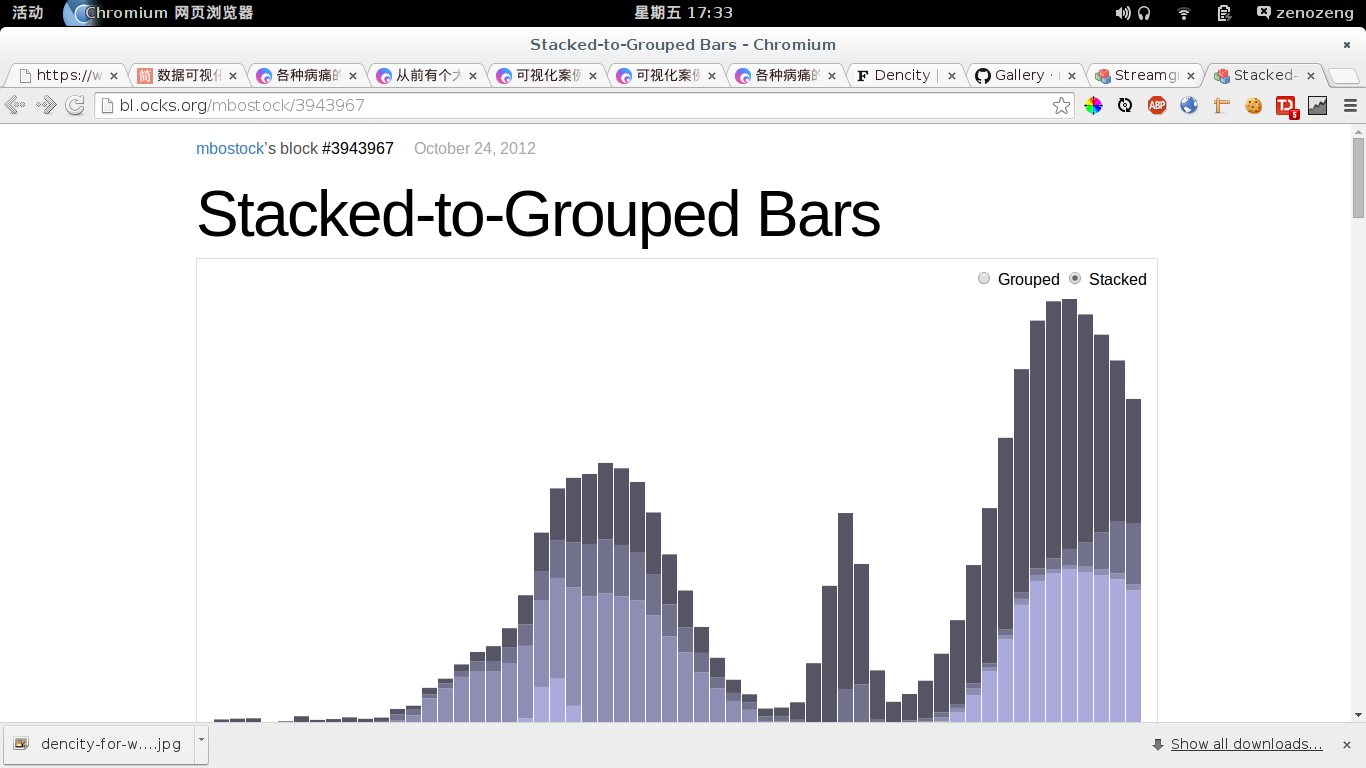 活动 Chromium 网页浏览器 星期五 17:33 zenozeng
Stacked-to-Grouped Bars - Chromium
https://w 数据可视化 各种病痛的 从前有个 可视化案例 可视化案例 各种病痛的 Dencity | Gallery · Streamgr Stacked-
bl.ocks.org/mbostock/3943967 ABP 5
mbostock's block #3943967 October 24, 2012
Stacked-to-Grouped Bars
Grouped Stacked
dencity-for-w....jpg Show all downloads...